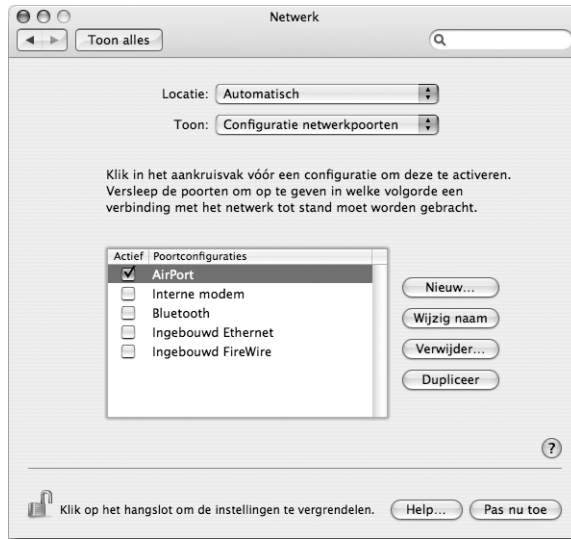 Netwerk
Toon alles
Locatie: Automatisch
Toon: Configuratie netwerkpoorten
Klik in het aankruisvak vóór een configuratie om deze te activeren.
Versleep de poorten om op te geven in welke volgorde een
verbinding met het netwerk tot stand moet worden gebracht.
Actief Poortconfiguraties
AirPort
Interne modem
Bluetooth
Ingebouwd Ethernet
Ingebouwd FireWire
Nieuw...
Wijzig naam
Verwijder...
Dupliceer
?
Klik op het hangslot om de instellingen te vergrendelen. Help... Pas nu toe